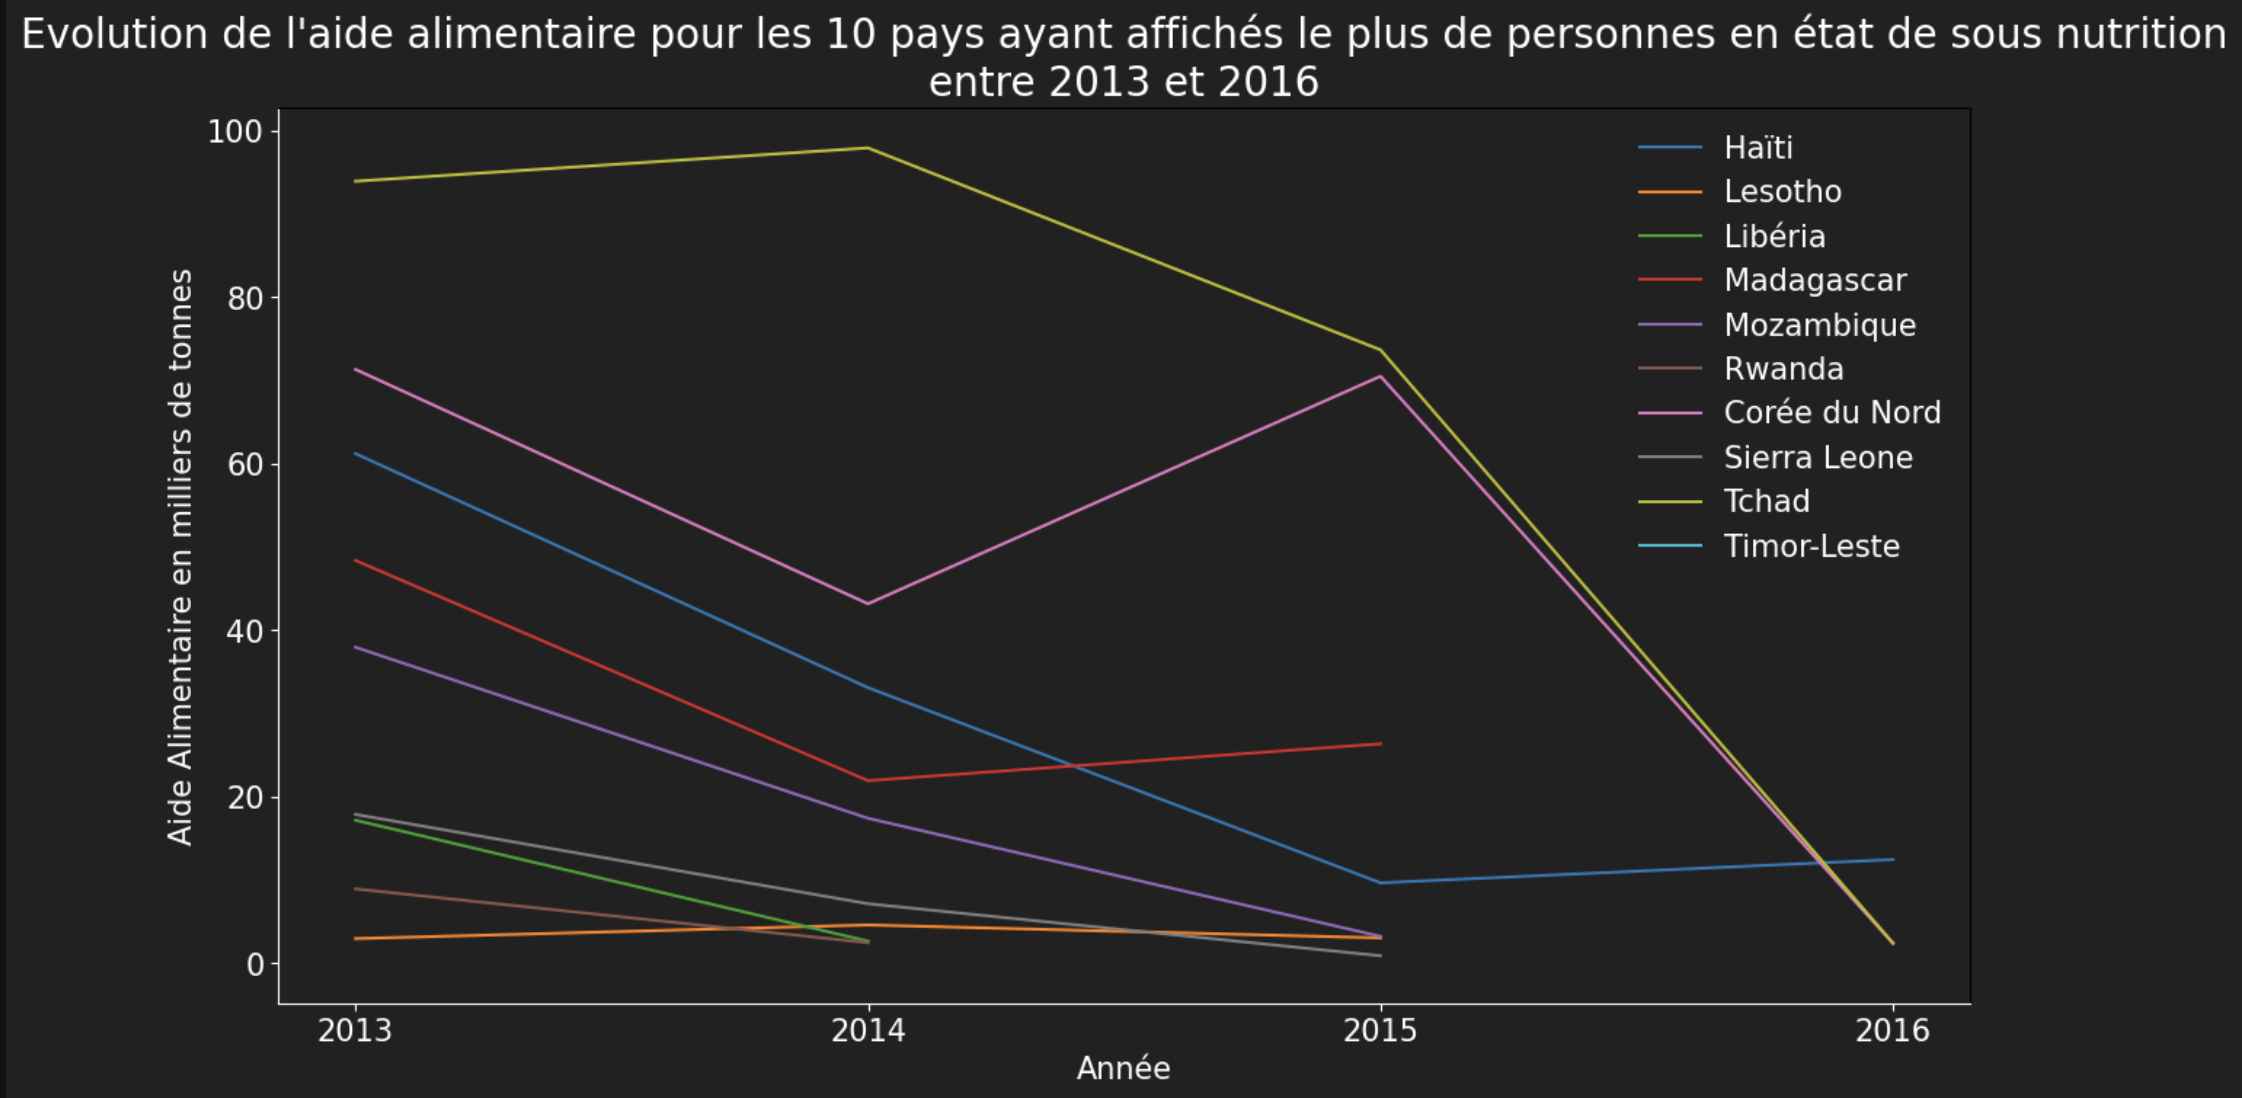 Evolution de l'aide alimentaire pour les 10 pays ayant affichés le plus de personnes en état de sous nutrition
entre 2013 et 2016
Aide Alimentaire en milliers de tonnes
100
80
60
40
20
0
Haïti
Lesotho
Libéria
Madagascar
Mozambique
Rwanda
Corée du Nord
Sierra Leone
Tchad
Timor-Leste
2013 2014 2015 2016
Année